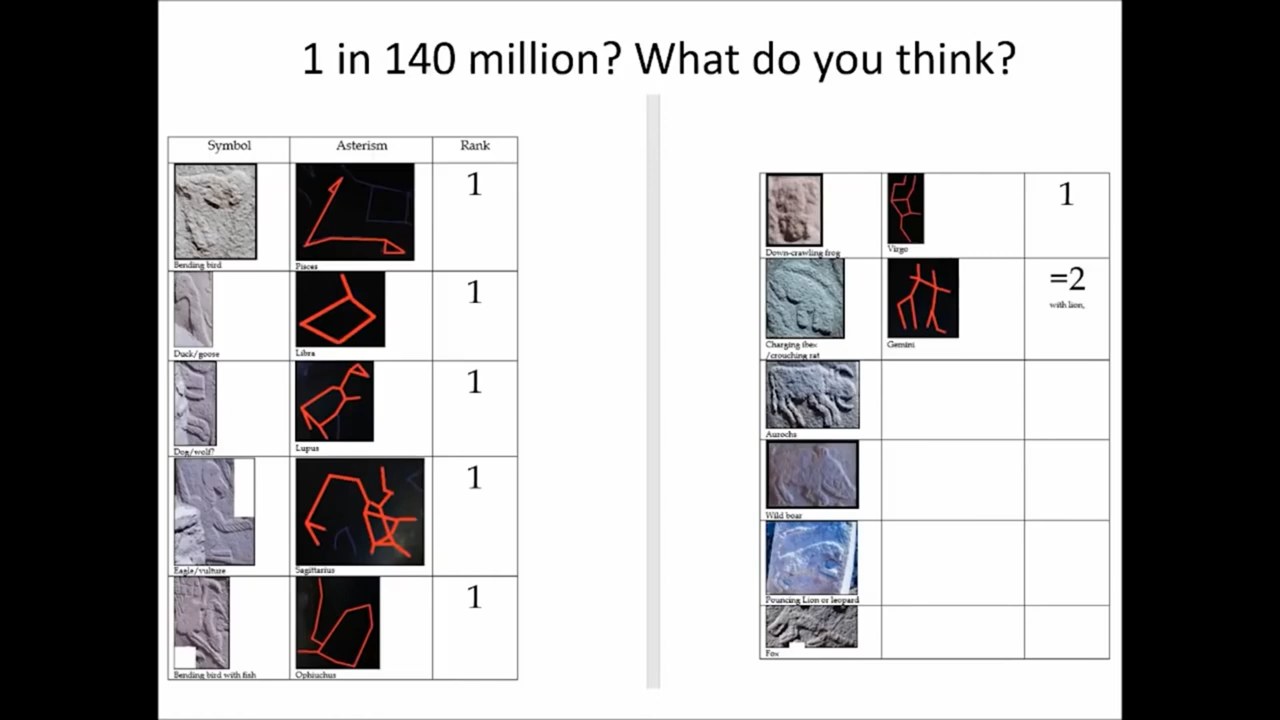 1 in 140 million? What do you think?
Symbol Asterism Rank
1
Bending bird Pisces
1
Duck/goose Libra
1
Dog/wolf? Lupus
1
Eagle/vulture Sagittarius
1
Bending bird with fish Ophiuchus
1
Down-crawling frog Virgo
=2
with lion,
Charging ibex Gemini
/crouching rat
Aurochs
Wild boar
Pouncing Lion or leopard
Fox